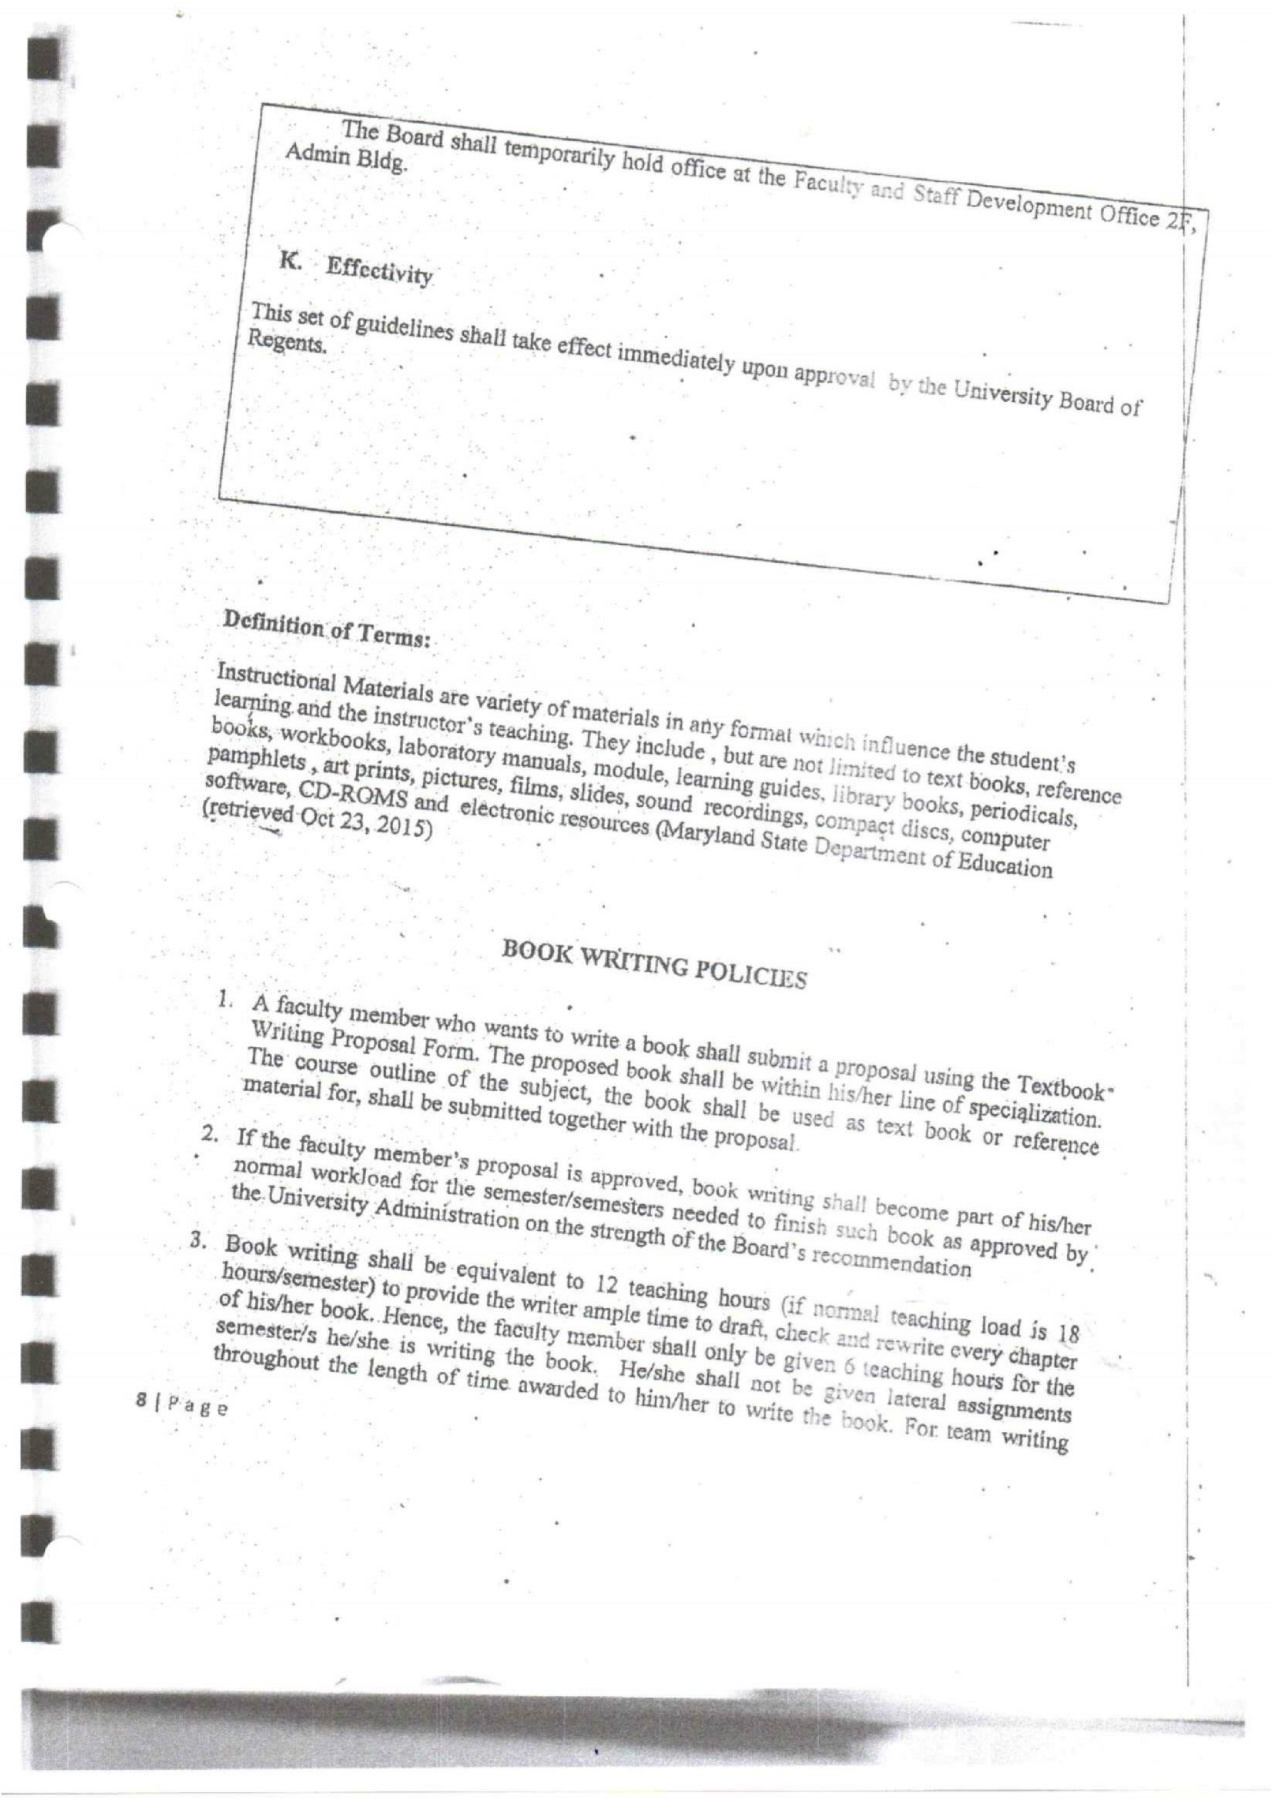 The Board shall temporarily hold office at the Faculty and Staff Development Office 2F,
Admin Bldg.
K. Effectivity
This set of guidelines shall take effect immediately upon approval by the University Board of
Regents.
Definition of Terms:
Instructional Materials are variety of materials in any format which influence the student's
learning and the instructor's teaching. They include , but are not limited to text books, reference
books, workbooks, laboratory manuals, module, learning guides, library books, periodicals,
pamphlets , art prints, pictures, films, slides, sound recordings, compact discs, computer
software, CD-ROMS and electronic resources (Maryland State Department of Education
(retrieved Oct 23, 2015)
BOOK WRITING POLICIES
1. A faculty member who wants to write a book shall submit a proposal using the Textbook
Writing Proposal Form. The proposed book shall be within his/her line of specialization.
The course outline of the subject, the book shall be used as text book or reference
material for, shall be submitted together with the proposal.
2. If the faculty member's proposal is approved, book writing shall become part of his/her
normal workload for the semester/semesters needed to finish such book as approved by
the University Administration on the strength of the Board's recommendation
3. Book writing shall be equivalent to 12 teaching hours (if normal teaching load is 18
hours/semester) to provide the writer ample time to draft, check and rewrite every chapter
of his/her book. Hence, the faculty member shall only be given 6 teaching hours for the
semester/s he/she is writing the book. He/she shall not be given lateral assignments
throughout the length of time awarded to him/her to write the book. For team writing
8 | Page